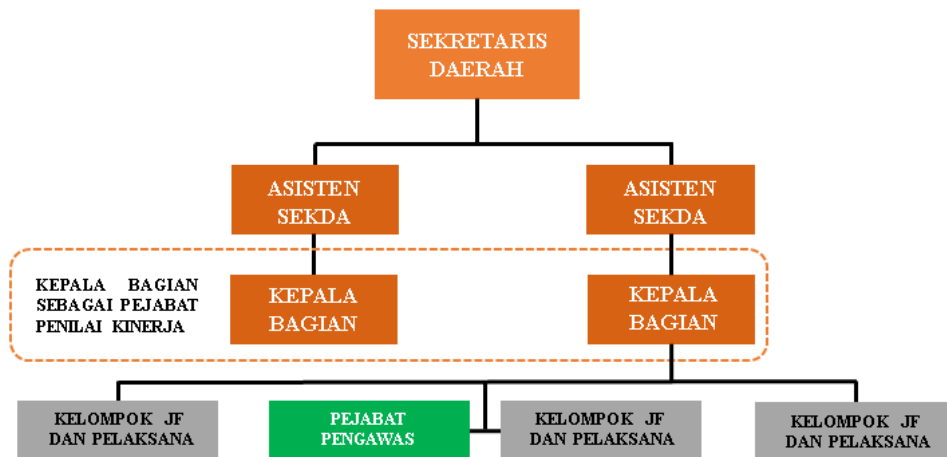 SEKRETARIS
DAERAH
ASISTEN
SEKDA
ASISTEN
SEKDA
KEPALA BAGIAN
SEBAGAI PEJABAT
PENILAI KINERJA
KEPALA
BAGIAN
KEPALA
BAGIAN
KELOMPOK JF
DAN PELAKSANA
PEJABAT
PENGAWAS
KELOMPOK JF
DAN PELAKSANA
KELOMPOK JF
DAN PELAKSANA